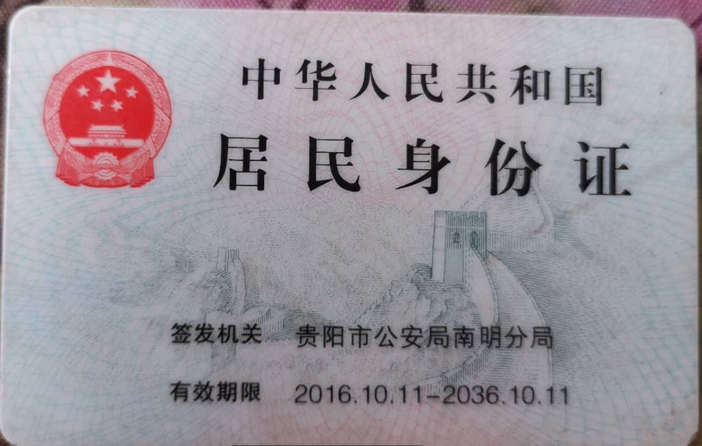 中华人民共和国
居民身份证
签发机关 贵阳市公安局南明分局
有效期限 2016.10.11-2036.10.11